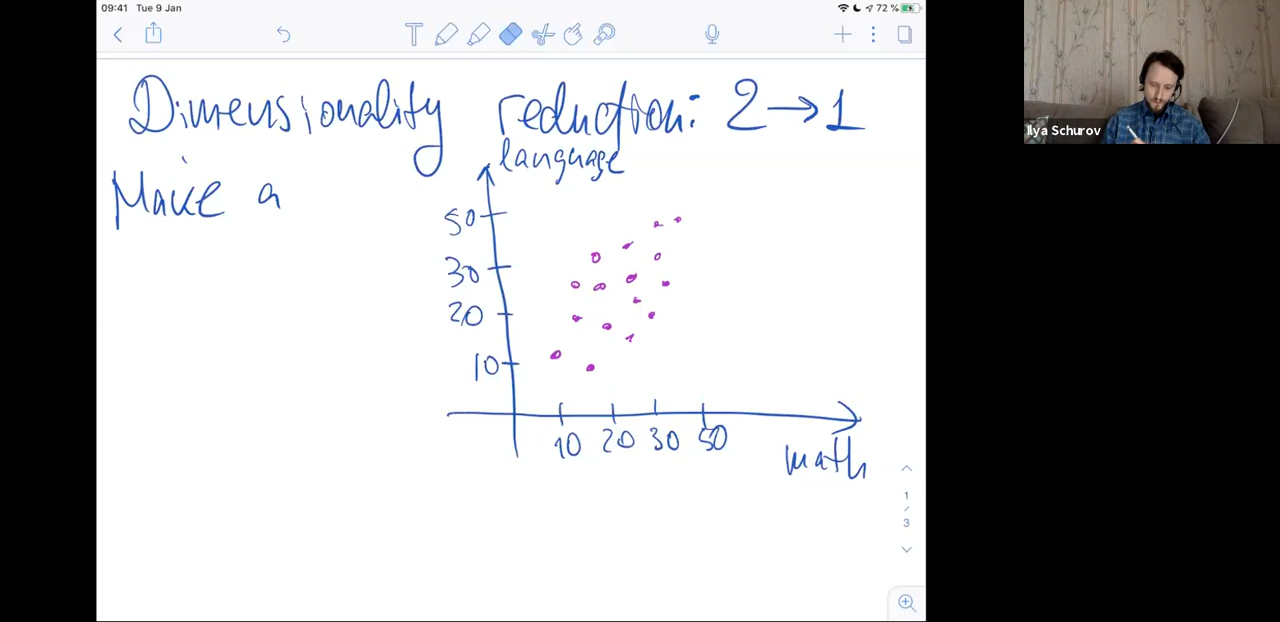 09:41 Tue 9 Jan
72 %
T
Dimensionality reduction: 2→1
language
Make a
50
30
20
10
10 20 30 50
math
1
/
3
Ilya Schurov